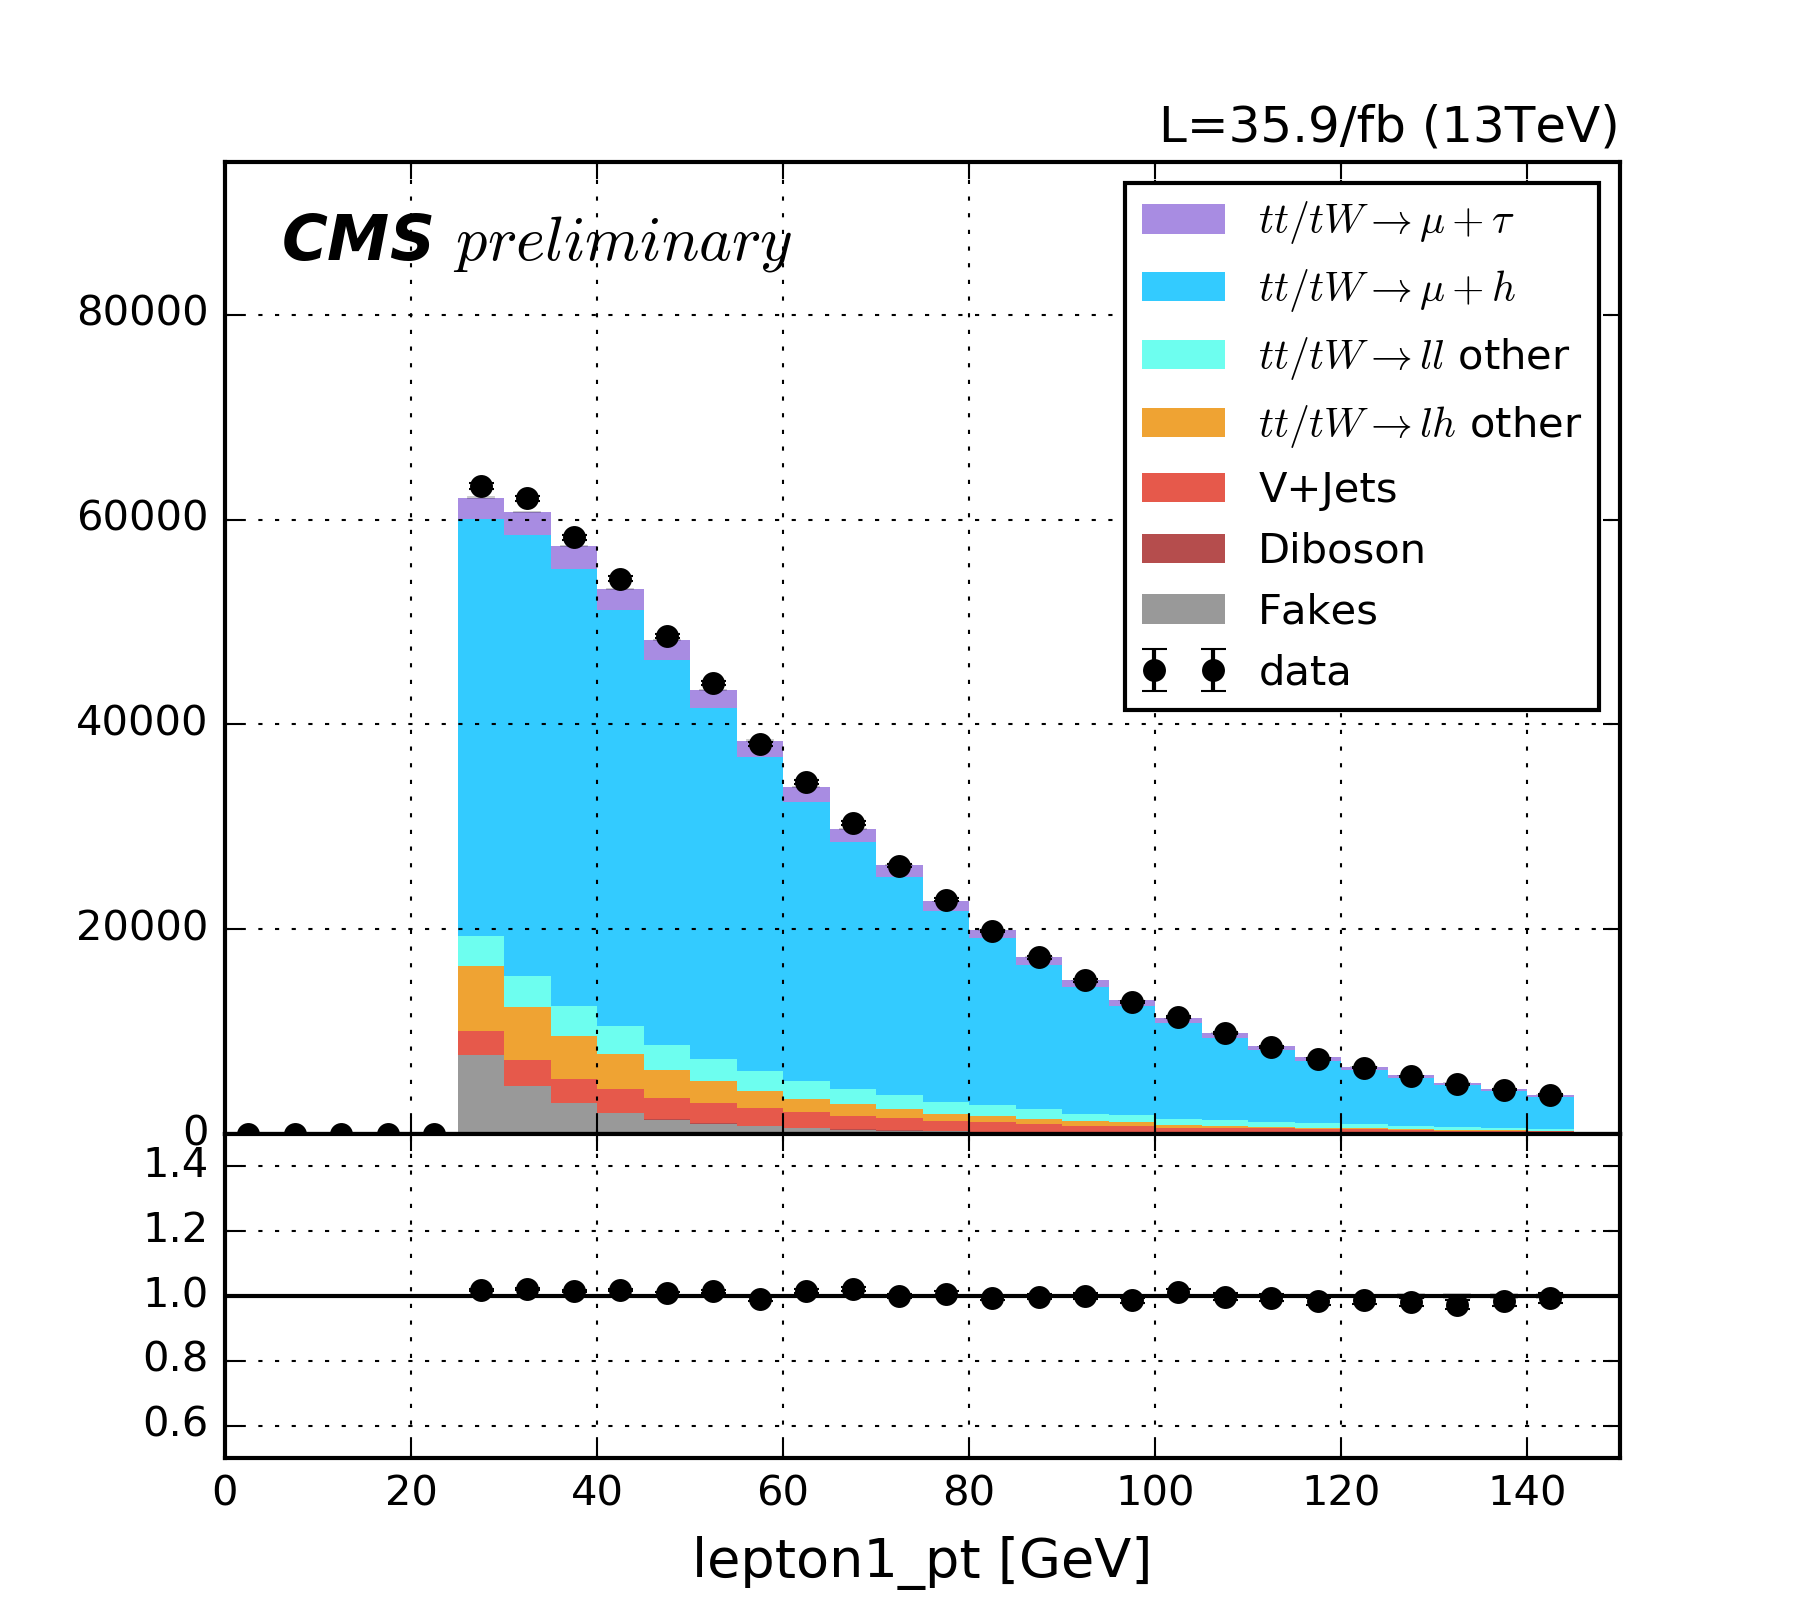 L=35.9/fb (13TeV)
CMS preliminary
tt/tW→μ+τ
tt/tW→μ+h
tt/tW→ll other
tt/tW→lh other
V+Jets
Diboson
Fakes
data
80000
60000
40000
20000
0
1.4
1.2
1.0
0.8
0.6
0 20 40 60 80 100 120 140
lepton1_pt [GeV]